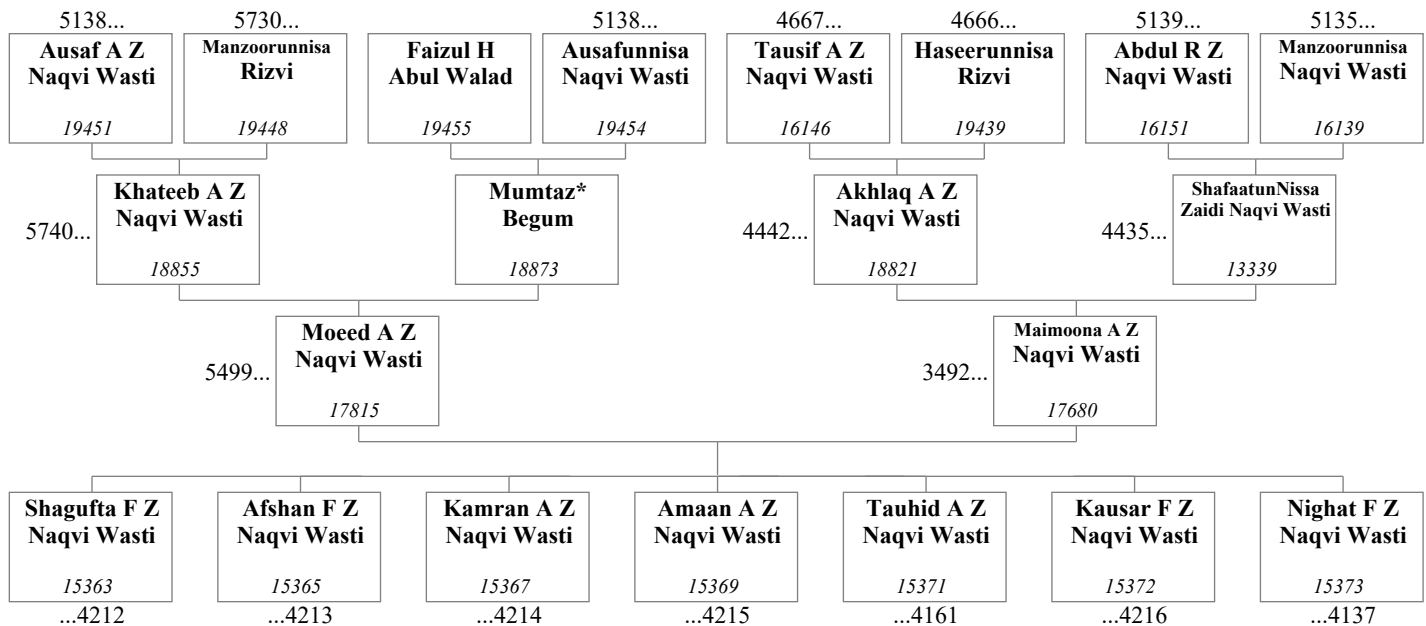 5138...
5730...
5138...
4667...
4666...
5139...
5135...
Ausaf A Z
Naqvi Wasti
19451
Manzoorunnisa
Rizvi
19448
Faizul H
Abul Walad
19455
Ausafunnisa
Naqvi Wasti
19454
Tausif A Z
Naqvi Wasti
16146
Haseerunnisa
Rizvi
19439
Abdul R Z
Naqvi Wasti
16151
Manzoorunnisa
Naqvi Wasti
16139
5740...
Khateeb A Z
Naqvi Wasti
18855
Mumtaz*
Begum
18873
4442...
Akhlaq A Z
Naqvi Wasti
18821
4435...
ShafaatunNissa
Zaidi Naqvi Wasti
13339
5499...
Moeed A Z
Naqvi Wasti
17815
3492...
Maimoona A Z
Naqvi Wasti
17680
Shagufta F Z
Naqvi Wasti
15363
...4212
Afshan F Z
Naqvi Wasti
15365
...4213
Kamran A Z
Naqvi Wasti
15367
...4214
Amaan A Z
Naqvi Wasti
15369
...4215
Tauhid A Z
Naqvi Wasti
15371
...4161
Kausar F Z
Naqvi Wasti
15372
...4216
Nighat F Z
Naqvi Wasti
15373
...4137